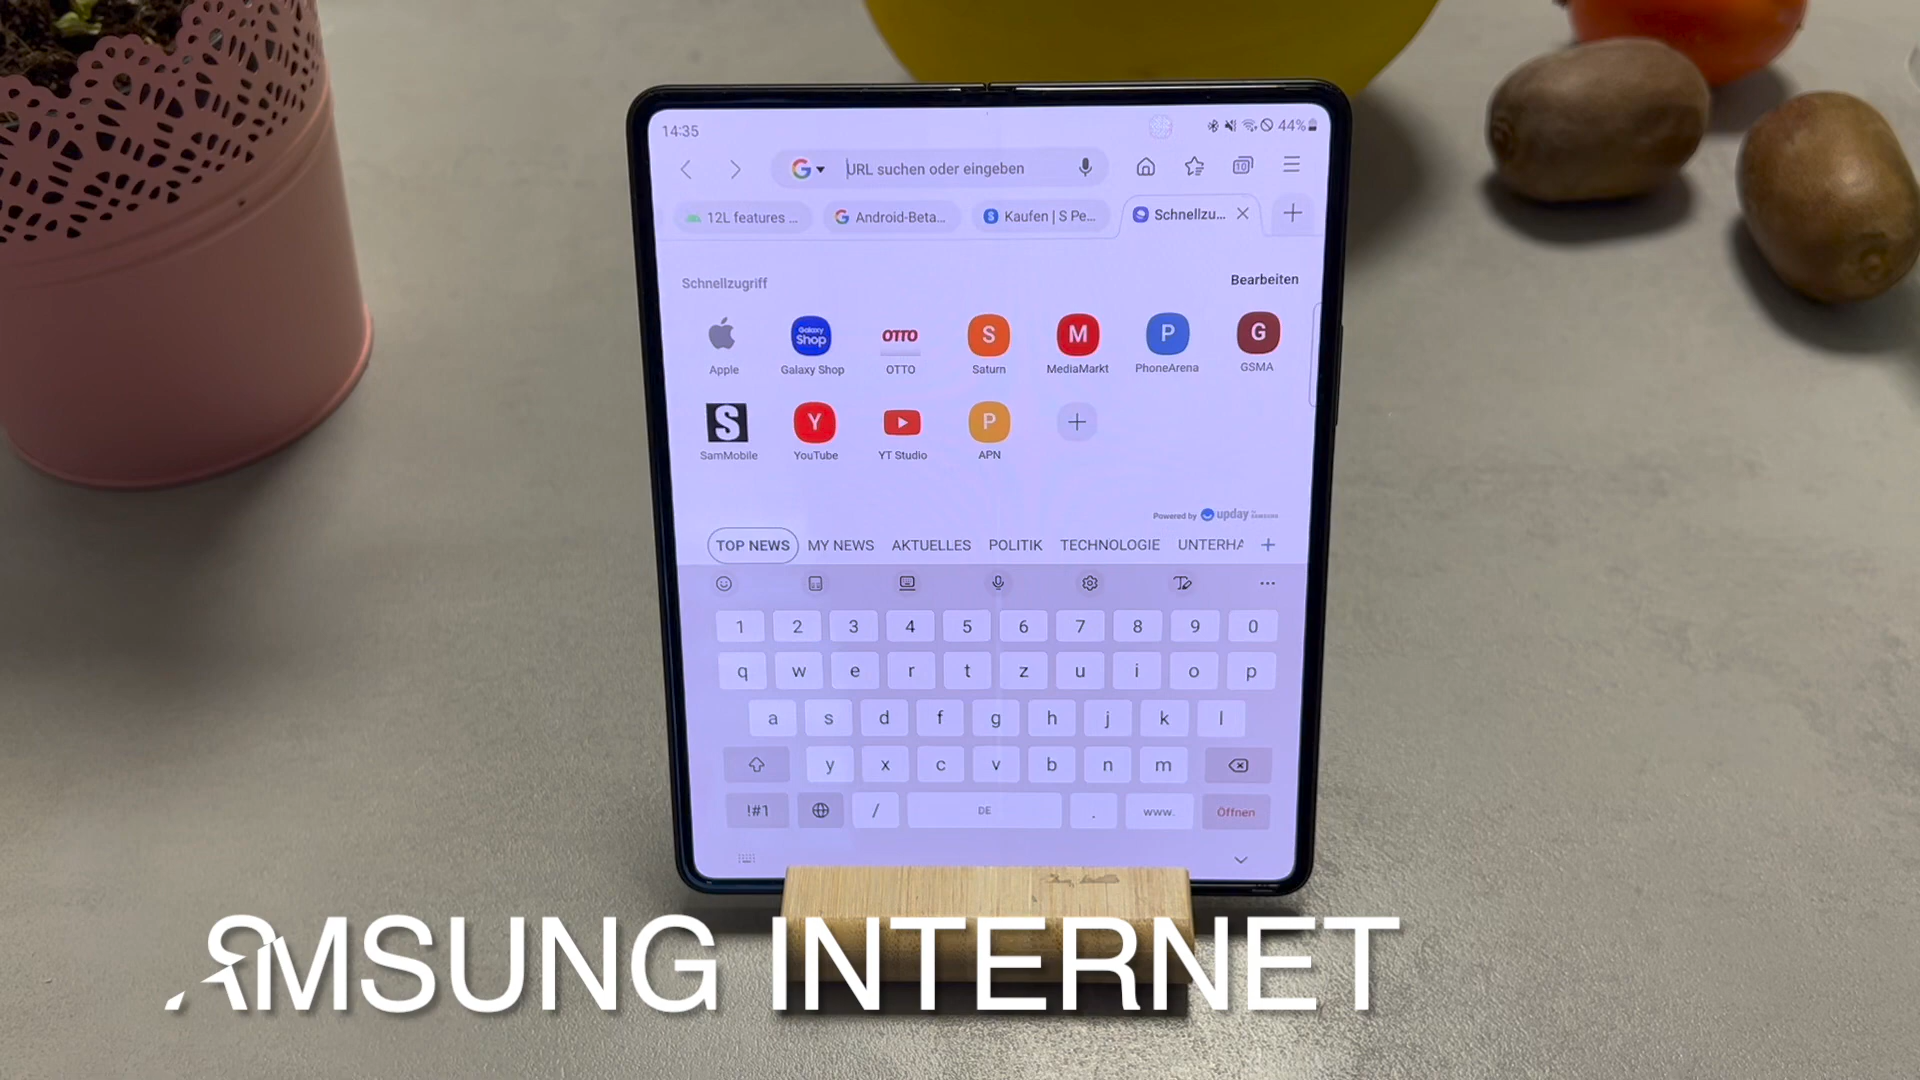 14:35
44%
URL suchen oder eingeben
10
12L features ...
Android-Beta...
Kaufen | S Pe...
Schnellzu...
Schnellzugriff
Bearbeiten
Galaxy Shop
OTTO
S
M
P
G
Apple
Galaxy Shop
OTTO
Saturn
MediaMarkt
PhoneArena
GSMA
S
Y
P
SamMobile
YouTube
YT Studio
APN
Powered by upday
TOP NEWS
MY NEWS
AKTUELLES
POLITIK
TECHNOLOGIE
UNTERHA
1 2 3 4 5 6 7 8 9 0
q w e r t z u i o p
a s d f g h j k l
y x c v b n m
!#1 / DE . www. Öffnen
MSUNG INTERNET